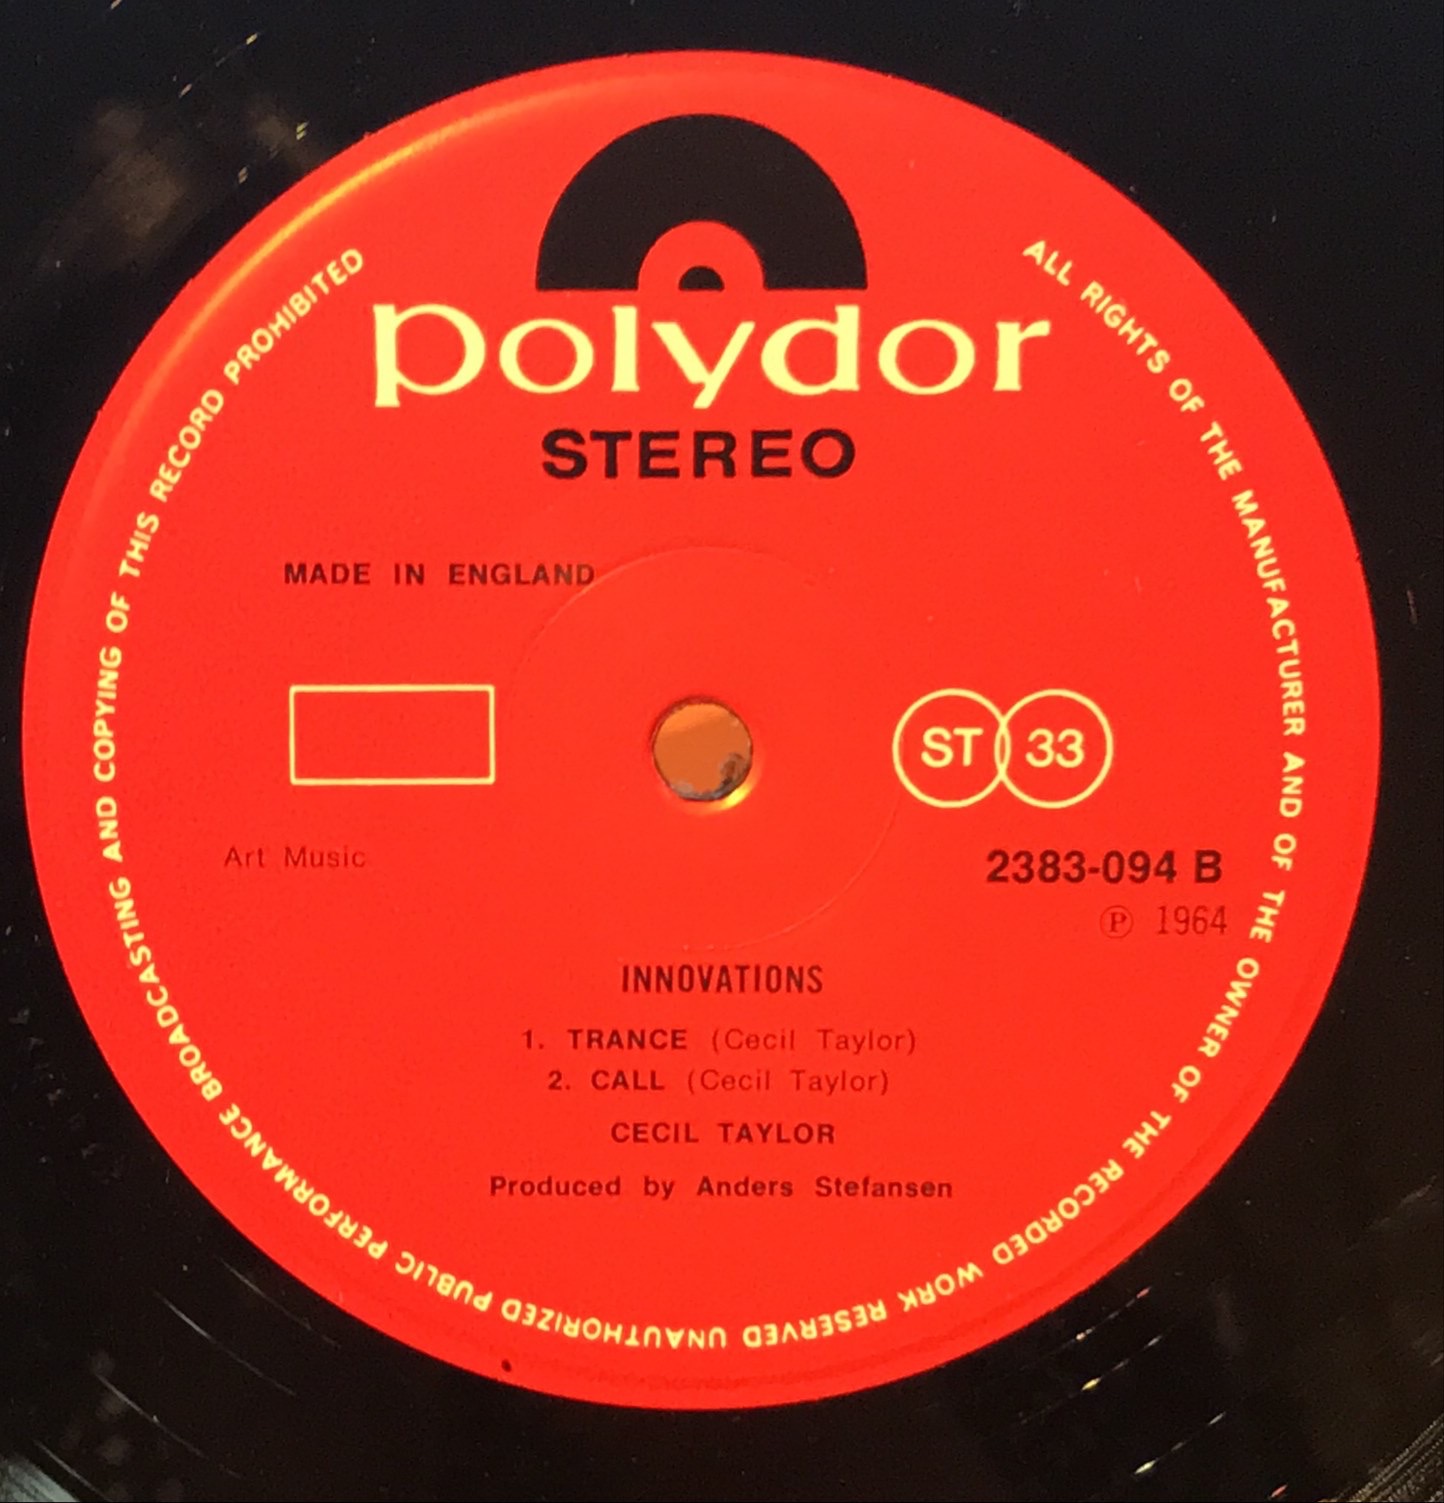 polydor
STEREO
MADE IN ENGLAND
ST 33
Art Music
2383-094 B
℗ 1964
INNOVATIONS
1. TRANCE (Cecil Taylor)
2. CALL (Cecil Taylor)
CECIL TAYLOR
Produced by Anders Stefansen
ALL RIGHTS OF THE MANUFACTURER AND OF THE OWNER OF THE RECORDED WORK RESERVED UNAUTHORIZED PUBLIC PERFORMANCE BROADCASTING AND COPYING OF THIS RECORD PROHIBITED